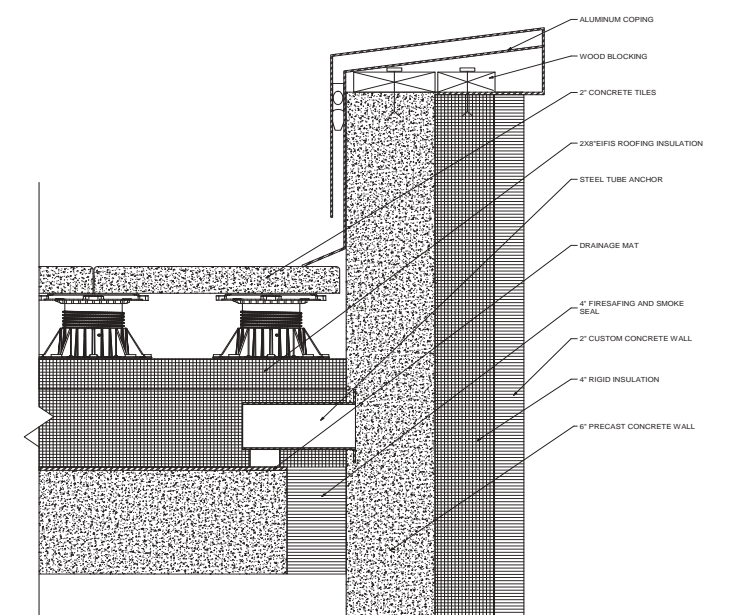 ALUMINUM COPING
WOOD BLOCKING
2" CONCRETE TILES
2X8"EIFIS ROOFING INSULATION
STEEL TUBE ANCHOR
DRAINAGE MAT
4" FIRESAFING AND SMOKE
SEAL
2" CUSTOM CONCRETE WALL
4" RIGID INSULATION
6" PRECAST CONCRETE WALL